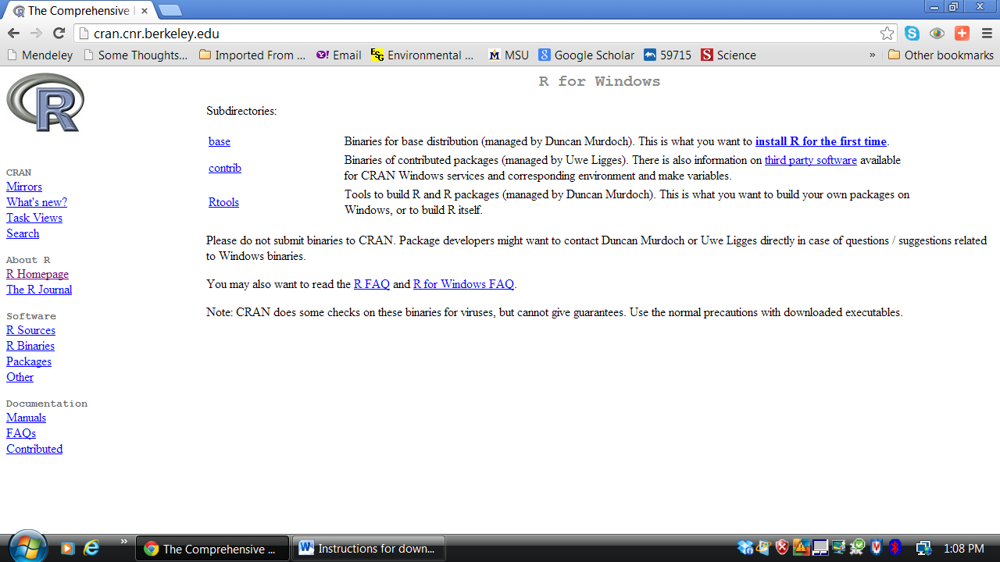 The Comprehensive
cran.cnr.berkeley.edu
Mendeley
Some Thoughts...
Imported From ...
Email
ESG
Environmental ...
M
MSU
8
Google Scholar
59715
S
Science
»
Other bookmarks
R
R for Windows
Subdirectories:
base
Binaries for base distribution (managed by Duncan Murdoch). This is what you want to install R for the first time.
contrib
Binaries of contributed packages (managed by Uwe Ligges). There is also information on third party software available
for CRAN Windows services and corresponding environment and make variables.
Rtools
Tools to build R and R packages (managed by Duncan Murdoch). This is what you want to build your own packages on
Windows, or to build R itself.
Please do not submit binaries to CRAN. Package developers might want to contact Duncan Murdoch or Uwe Ligges directly in case of questions / suggestions related
to Windows binaries.
You may also want to read the R FAQ and R for Windows FAQ.
Note: CRAN does some checks on these binaries for viruses, but cannot give guarantees. Use the normal precautions with downloaded executables.
CRAN
Mirrors
What's new?
Task Views
Search
About R
R Homepage
The R Journal
Software
R Sources
R Binaries
Packages
Other
Documentation
Manuals
FAQs
Contributed
»
The Comprehensive ...
Instructions for down...
1:08 PM